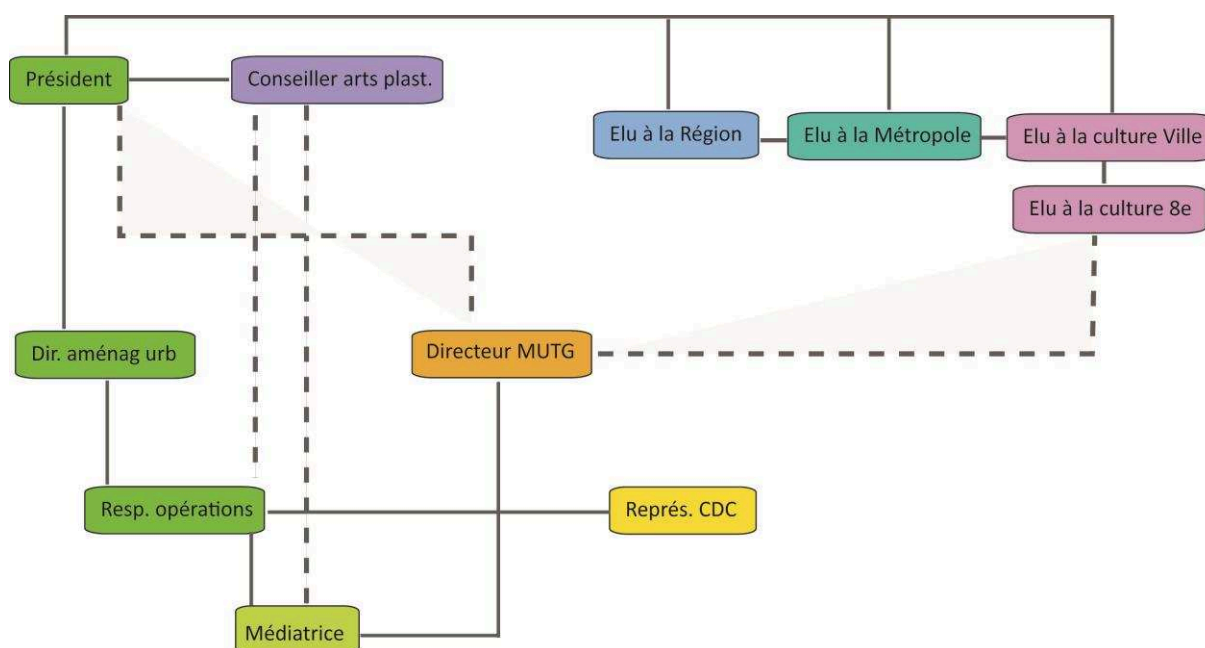 Président
Conseiller arts plast.
Elu à la Région
Elu à la Métropole
Elu à la culture Ville
Elu à la culture 8e
Dir. aménag urb
Directeur MUTG
Resp. opérations
Représ. CDC
Médiatrice